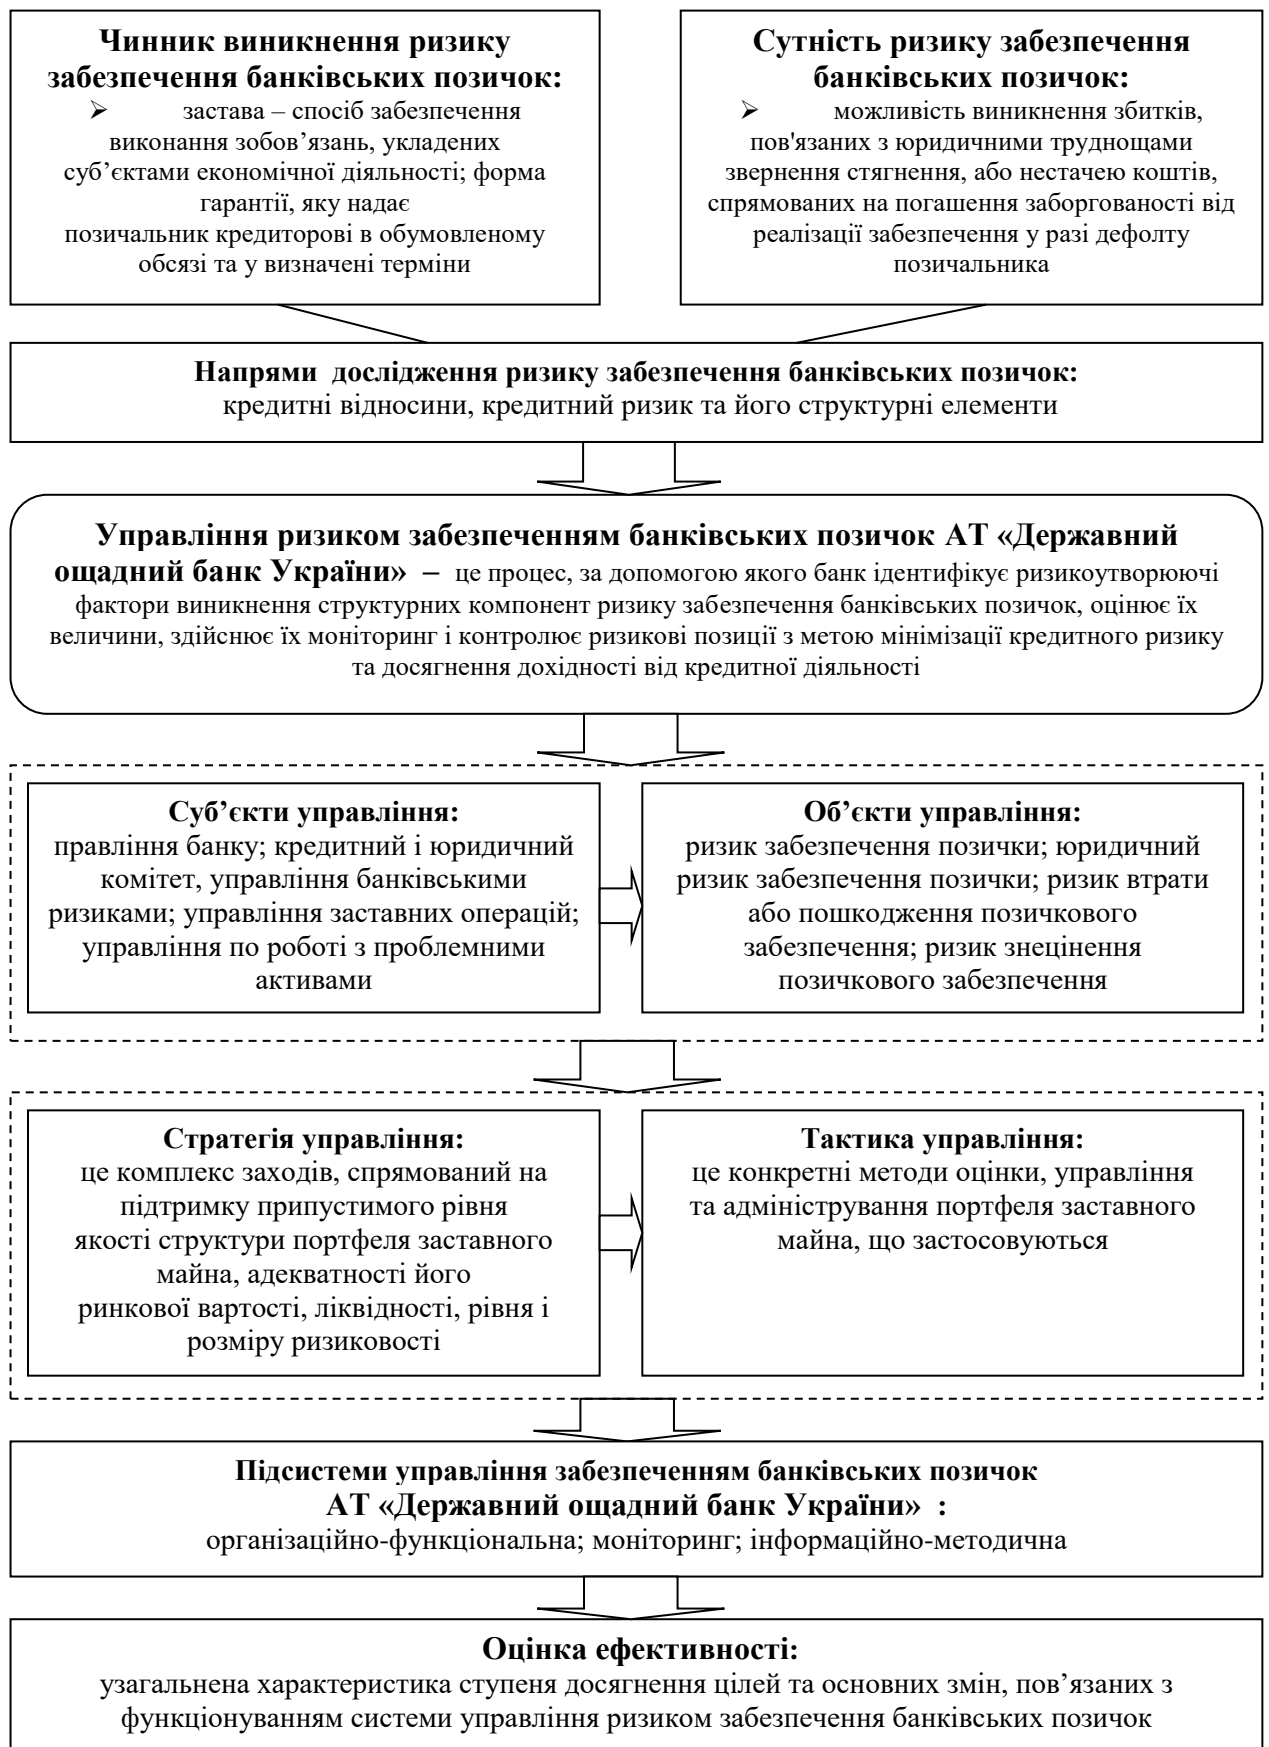 Чинник виникнення ризику
забезпечення банківських позичок:
➢ застава – спосіб забезпечення
виконання зобов’язань, укладених
суб’єктами економічної діяльності; форма
гарантії, яку надає
позичальник кредиторові в обумовленому
обсязі та у визначені терміни
Сутність ризику забезпечення
банківських позичок:
➢ можливість виникнення збитків,
пов'язаних з юридичними труднощами
звернення стягнення, або нестачею коштів,
спрямованих на погашення заборгованості від
реалізації забезпечення у разі дефолту
позичальника
Напрями дослідження ризику забезпечення банківських позичок:
кредитні відносини, кредитний ризик та його структурні елементи
Управління ризиком забезпеченням банківських позичок АТ «Державний
ощадний банк України» – це процес, за допомогою якого банк ідентифікує ризикоутворюючі
фактори виникнення структурних компонент ризику забезпечення банківських позичок, оцінює їх
величини, здійснює їх моніторинг і контролює ризикові позиції з метою мінімізації кредитного ризику
та досягнення дохідності від кредитної діяльності
Суб’єкти управління:
правління банку; кредитний і юридичний
комітет, управління банківськими
ризиками; управління заставних операцій;
управління по роботі з проблемними
активами
Об’єкти управління:
ризик забезпечення позички; юридичний
ризик забезпечення позички; ризик втрати
або пошкодження позичкового
забезпечення; ризик знецінення
позичкового забезпечення
Стратегія управління:
це комплекс заходів, спрямований на
підтримку припустимого рівня
якості структури портфеля заставного
майна, адекватності його
ринкової вартості, ліквідності, рівня і
розміру ризиковості
Тактика управління:
це конкретні методи оцінки, управління
та адміністрування портфеля заставного
майна, що застосовуються
Підсистеми управління забезпеченням банківських позичок
АТ «Державний ощадний банк України» :
організаційно-функціональна; моніторинг; інформаційно-методична
Оцінка ефективності:
узагальнена характеристика ступеня досягнення цілей та основних змін, пов’язаних з
функціонуванням системи управління ризиком забезпечення банківських позичок